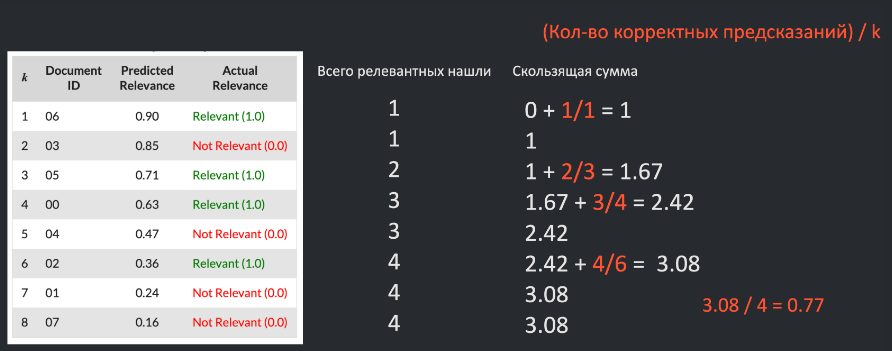 (Кол-во корректных предсказаний) / k
k Document ID Predicted Relevance Actual Relevance Всего релевантных нашли Скользящая сумма
1 06 0.90 Relevant (1.0) 1 0 + 1/1 = 1
2 03 0.85 Not Relevant (0.0) 1 1
3 05 0.71 Relevant (1.0) 2 1 + 2/3 = 1.67
4 00 0.63 Relevant (1.0) 3 1.67 + 3/4 = 2.42
5 04 0.47 Not Relevant (0.0) 3 2.42
6 02 0.36 Relevant (1.0) 4 2.42 + 4/6 = 3.08
7 01 0.24 Not Relevant (0.0) 4 3.08
3.08 / 4 = 0.77
8 07 0.16 Not Relevant (0.0) 4 3.08